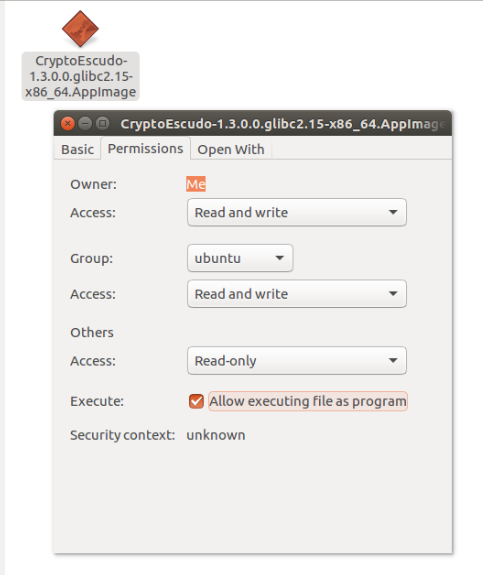 CryptoEscudo-
1.3.0.0.glibc2.15-
x86_64.AppImage
CryptoEscudo-1.3.0.0.glibc2.15-x86_64.AppImage
Basic Permissions Open With
Owner: Me
Access: Read and write
Group: ubuntu
Access: Read and write
Others
Access: Read-only
Execute: Allow executing file as program
Security context: unknown